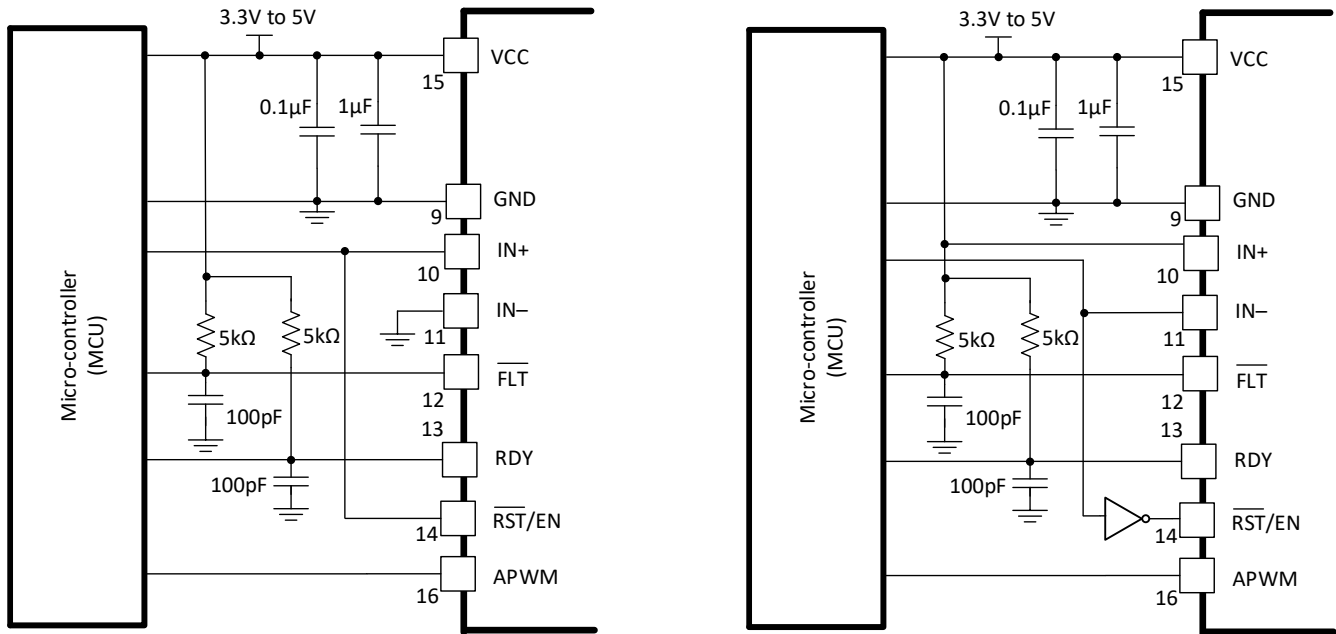 3.3V to 5V
VCC
15
0.1µF
1µF
GND
9
IN+
10
IN–
11
5kΩ
5kΩ
FLT
12
100pF
13
RDY
100pF
RST/EN
14
APWM
16
Micro-controller
(MCU)
3.3V to 5V
VCC
15
0.1µF
1µF
GND
9
IN+
10
IN–
11
5kΩ
5kΩ
FLT
12
100pF
13
RDY
100pF
RST/EN
14
APWM
16
Micro-controller
(MCU)